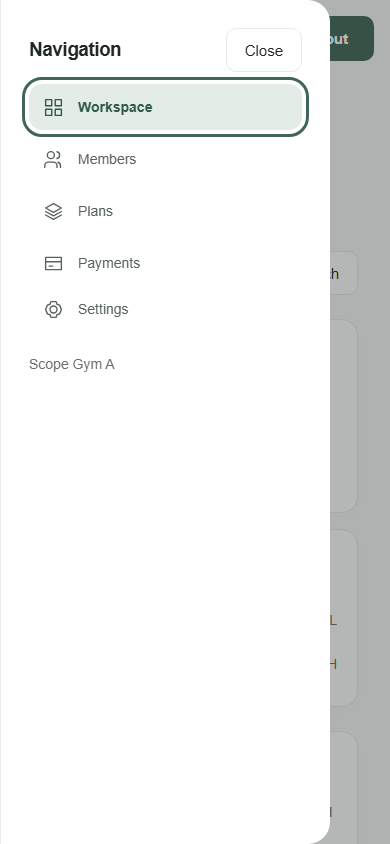 Navigation
Close
Workspace
Members
Plans
Payments
Settings
Scope Gym A